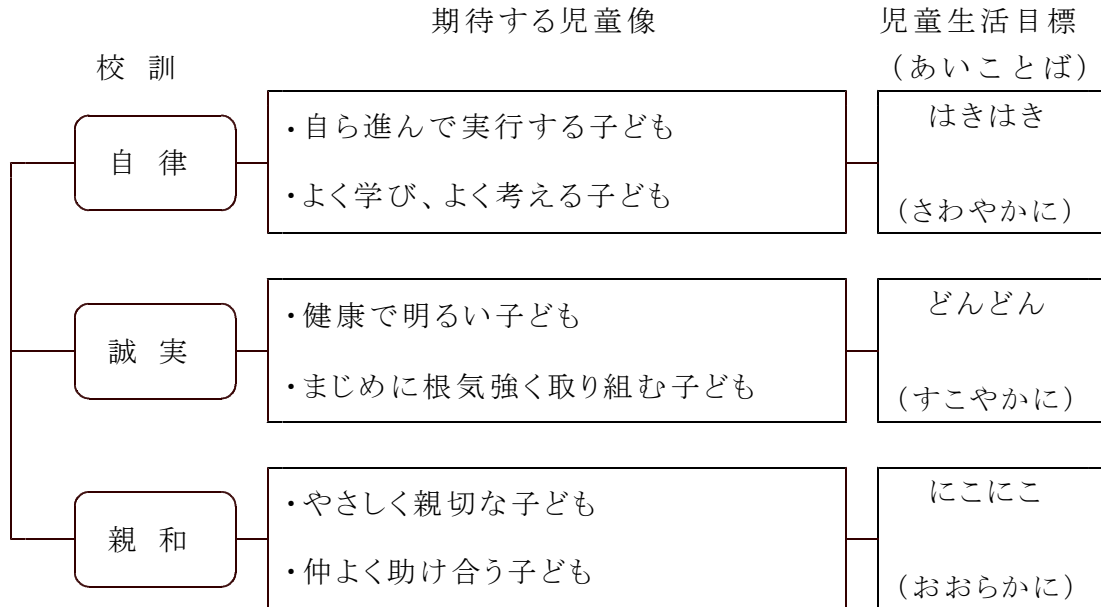 期待する児童像
児童生活目標
校訓
(あいことば)
自律
・自ら進んで実行する子ども
・よく学び、よく考える子ども
はきはき
(さわやかに)
誠実
・健康で明るい子ども
・まじめに根気強く取り組む子ども
どんどん
(すこやかに)
親和
・やさしく親切な子ども
・仲よく助け合う子ども
にこにこ
(おおらかに)